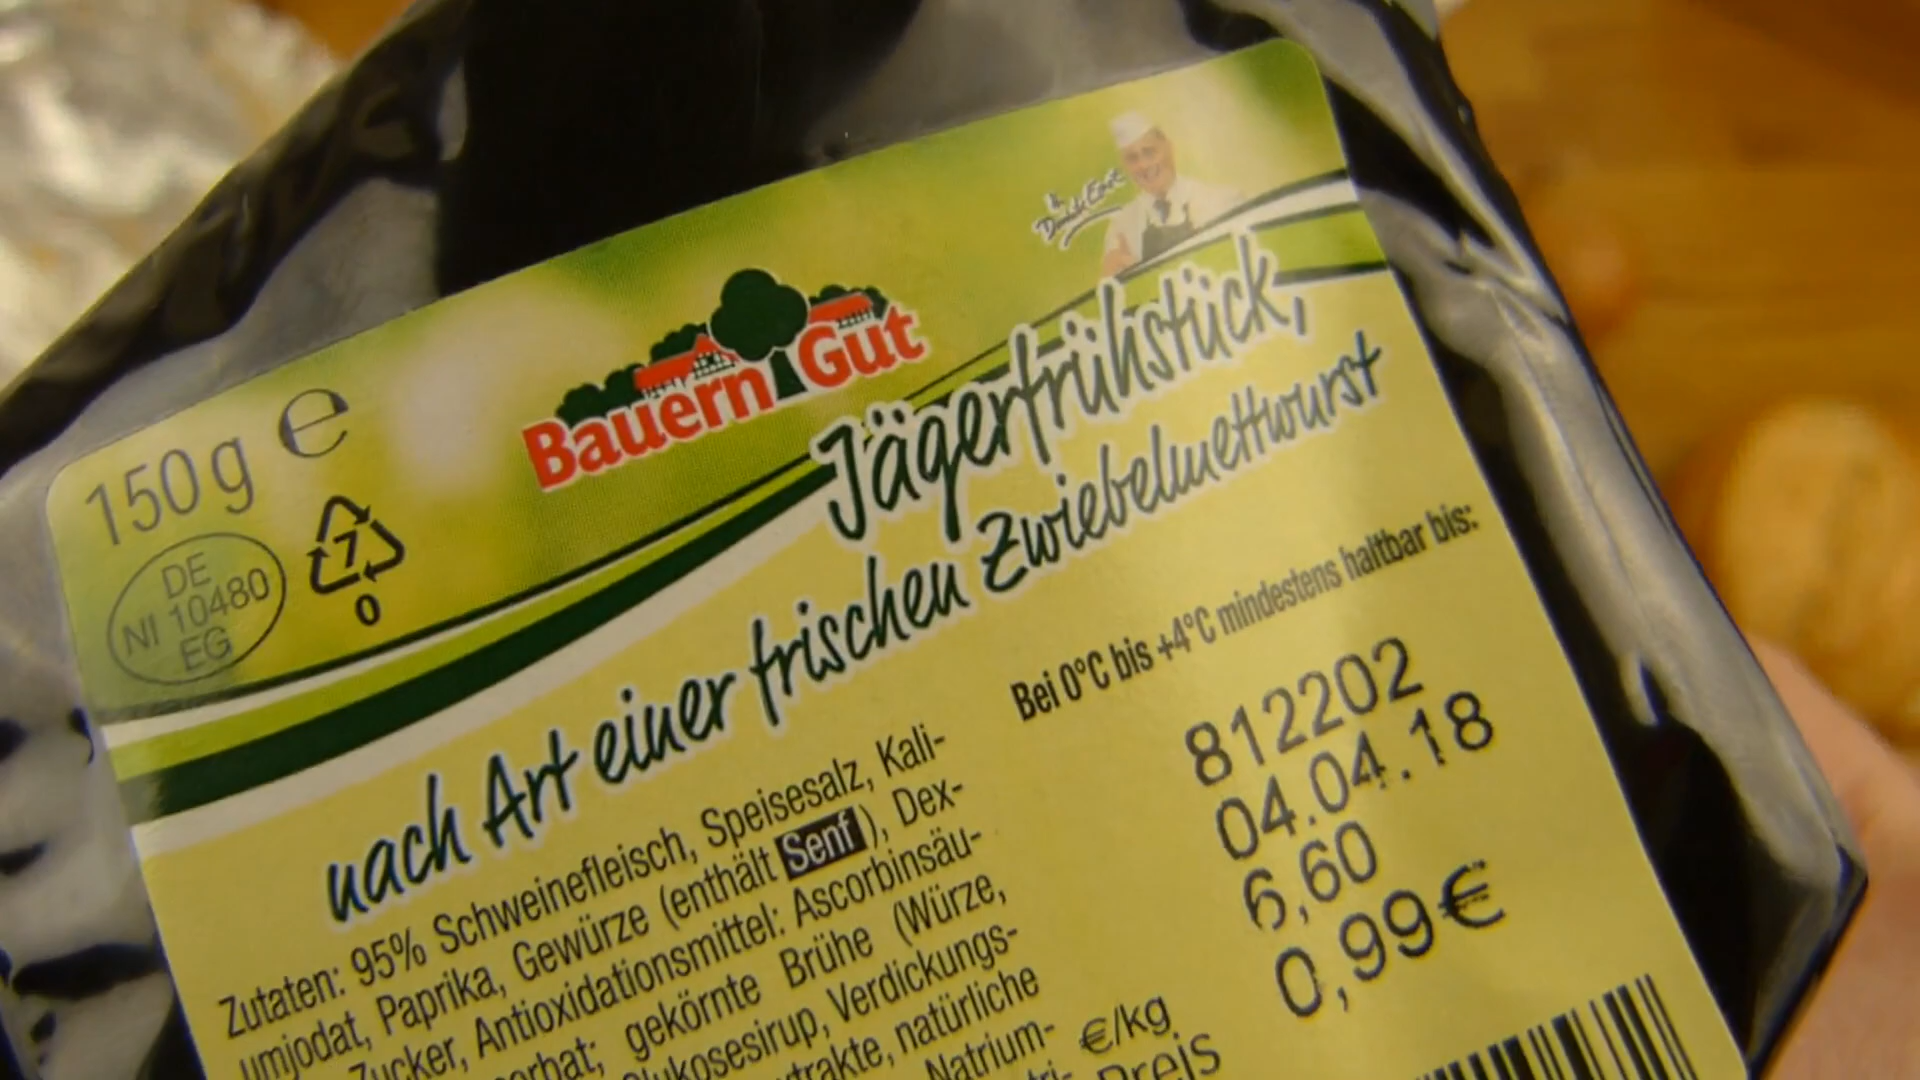 Bauern Gut
Jägerfrühstück,
nach Art einer frischen Zwiebelmettwurst
150g e
DE
NI 10480
EG
7
0
Bei 0°C bis +4°C mindestens haltbar bis:
812202
04.04.18
6,60
0,99€
Zutaten: 95% Schweinefleisch, Speisesalz, Kali-
umjodat, Paprika, Gewürze (enthält Senf), Dex-
Zucker, Antioxidationsmittel: Ascorbinsäu-
gekörnte Brühe (Würze,
Verdickungs-
natürliche
Natrium-
€/kg
Preis